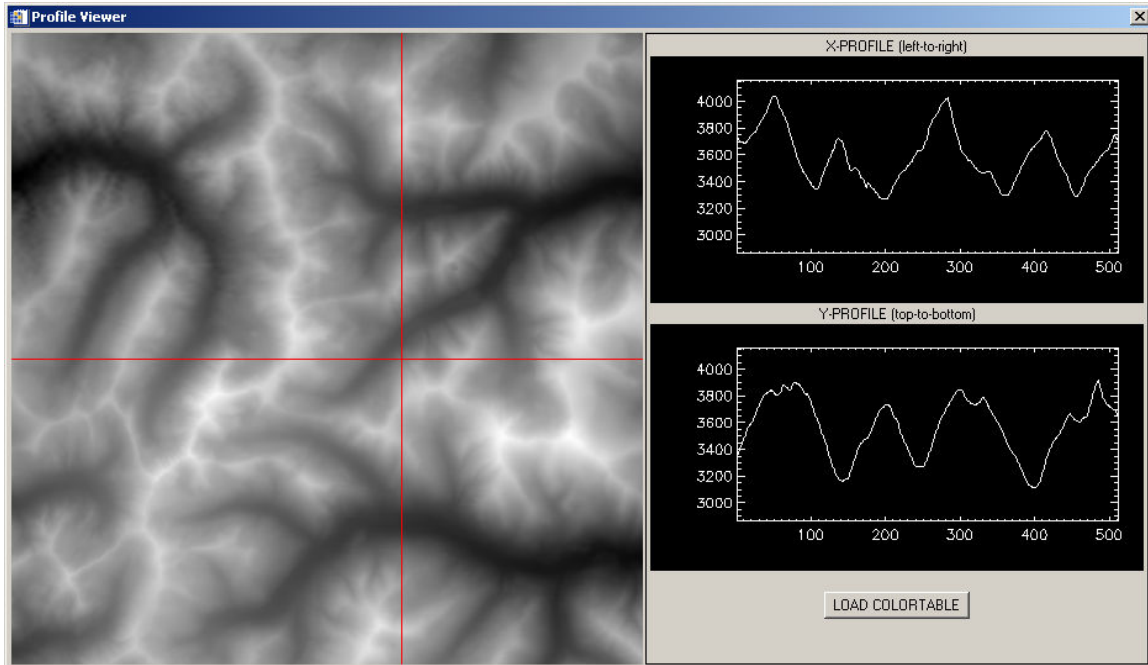 Profile Viewer
X-PROFILE (left-to-right)
4000
3800
3600
3400
3200
3000
100 200 300 400 500
Y-PROFILE (top-to-bottom)
4000
3800
3600
3400
3200
3000
100 200 300 400 500
LOAD COLORTABLE